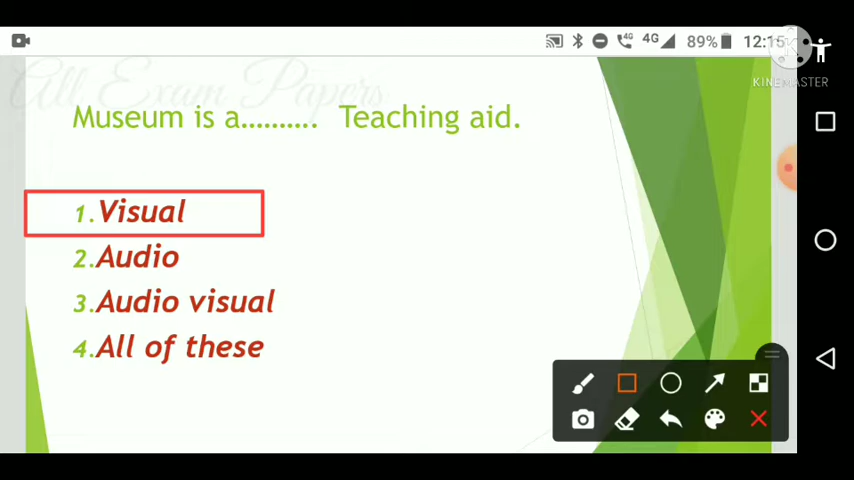 4G 4G 89% 12:15
K
KINEMASTER
All Exam Papers
Museum is a.......... Teaching aid.
1.Visual
2.Audio
3.Audio visual
4.All of these